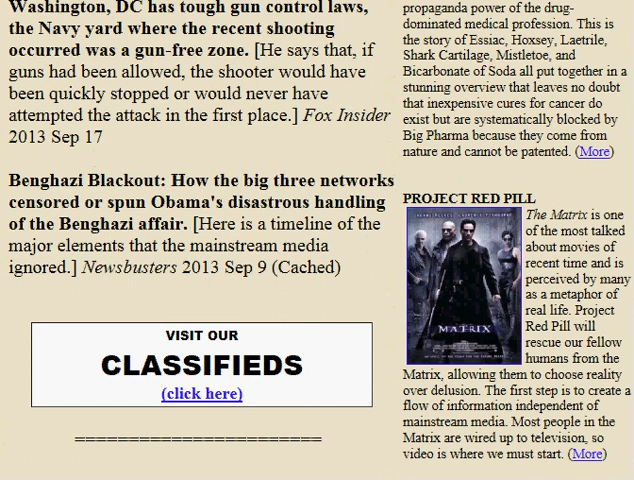 Washington, DC has tough gun control laws,
the Navy yard where the recent shooting
occurred was a gun-free zone. [He says that, if
guns had been allowed, the shooter would have
been quickly stopped or would never have
attempted the attack in the first place.] Fox Insider
2013 Sep 17
Benghazi Blackout: How the big three networks
censored or spun Obama's disastrous handling
of the Benghazi affair. [Here is a timeline of the
major elements that the mainstream media
ignored.] Newsbusters 2013 Sep 9 (Cached)
VISIT OUR
CLASSIFIEDS
(click here)
=======================
propaganda power of the drug-
dominated medical profession. This is
the story of Essiac, Hoxsey, Laetrile,
Shark Cartilage, Mistletoe, and
Bicarbonate of Soda all put together in a
stunning overview that leaves no doubt
that inexpensive cures for cancer do
exist but are systematically blocked by
Big Pharma because they come from
nature and cannot be patented. (More)
PROJECT RED PILL
The Matrix is one
of the most talked
about movies of
recent time and is
perceived by many
as a metaphor of
real life. Project
Red Pill will
rescue our fellow
humans from the
Matrix, allowing them to choose reality
over delusion. The first step is to create a
flow of information independent of
mainstream media. Most people in the
Matrix are wired up to television, so
video is where we must start. (More)
MATRIX